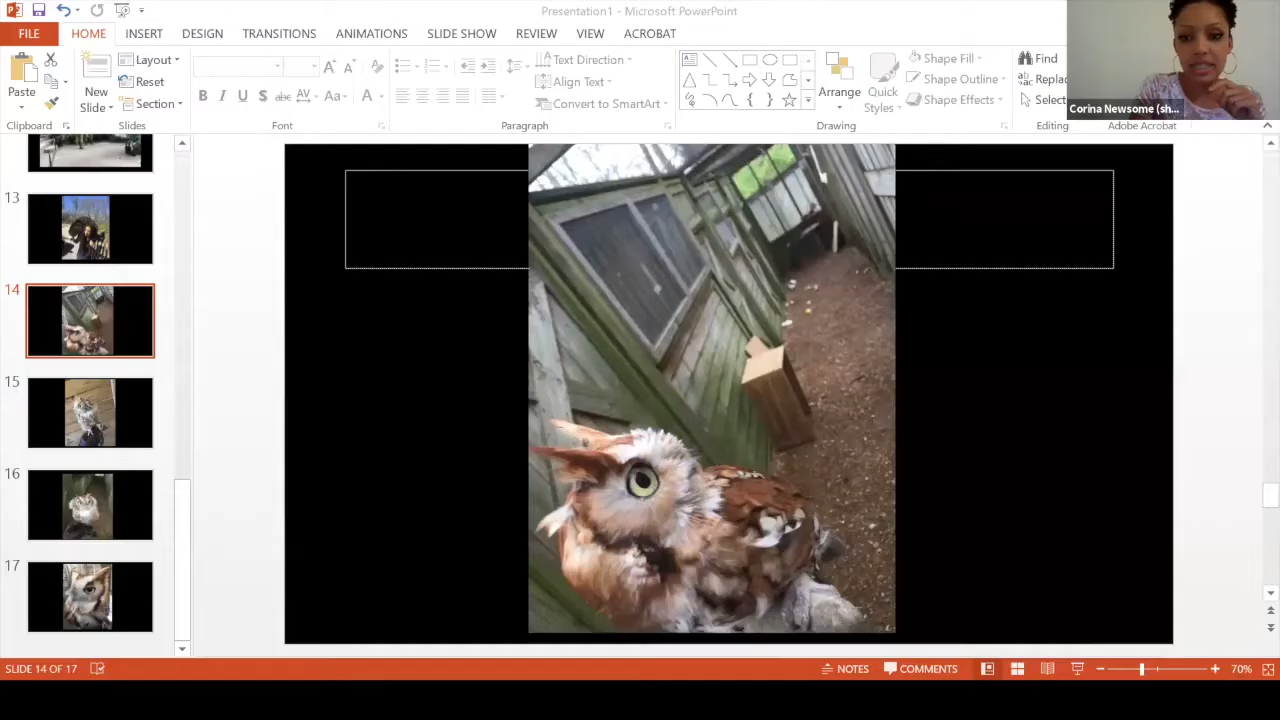 Presentation1 - Microsoft PowerPoint
FILE HOME INSERT DESIGN TRANSITIONS ANIMATIONS SLIDE SHOW REVIEW VIEW ACROBAT
Paste
Clipboard
New
Slide
Layout
Reset
Section
Slides
B I U S abc AV Aa A
Font
Text Direction
Align Text
Convert to SmartArt
Paragraph
Arrange
Quick
Styles
Shape Fill
Shape Outline
Shape Effects
Drawing
Find
Replac
Select
Editing
Adobe Acrobat
Corina Newsome (sh...
13
14
15
16
17
SLIDE 14 OF 17
NOTES COMMENTS 70%